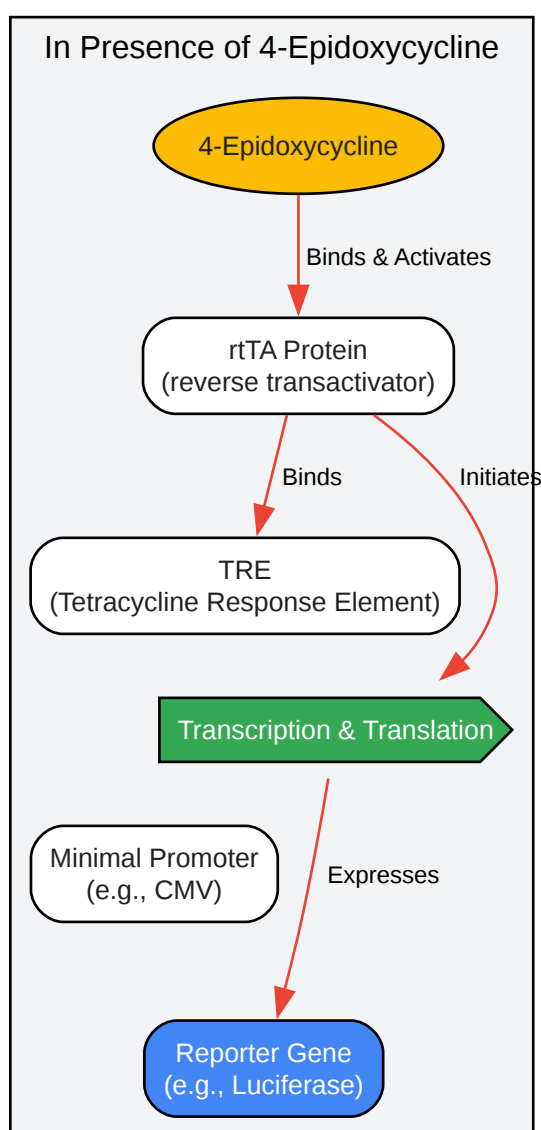 In Presence of 4-Epidoxycycline
4-Epidoxycycline
Binds & Activates
rtTA Protein
(reverse transactivator)
Binds
Initiates
TRE
(Tetracycline Response Element)
Transcription & Translation
Minimal Promoter
(e.g., CMV)
Expresses
Reporter Gene
(e.g., Luciferase)